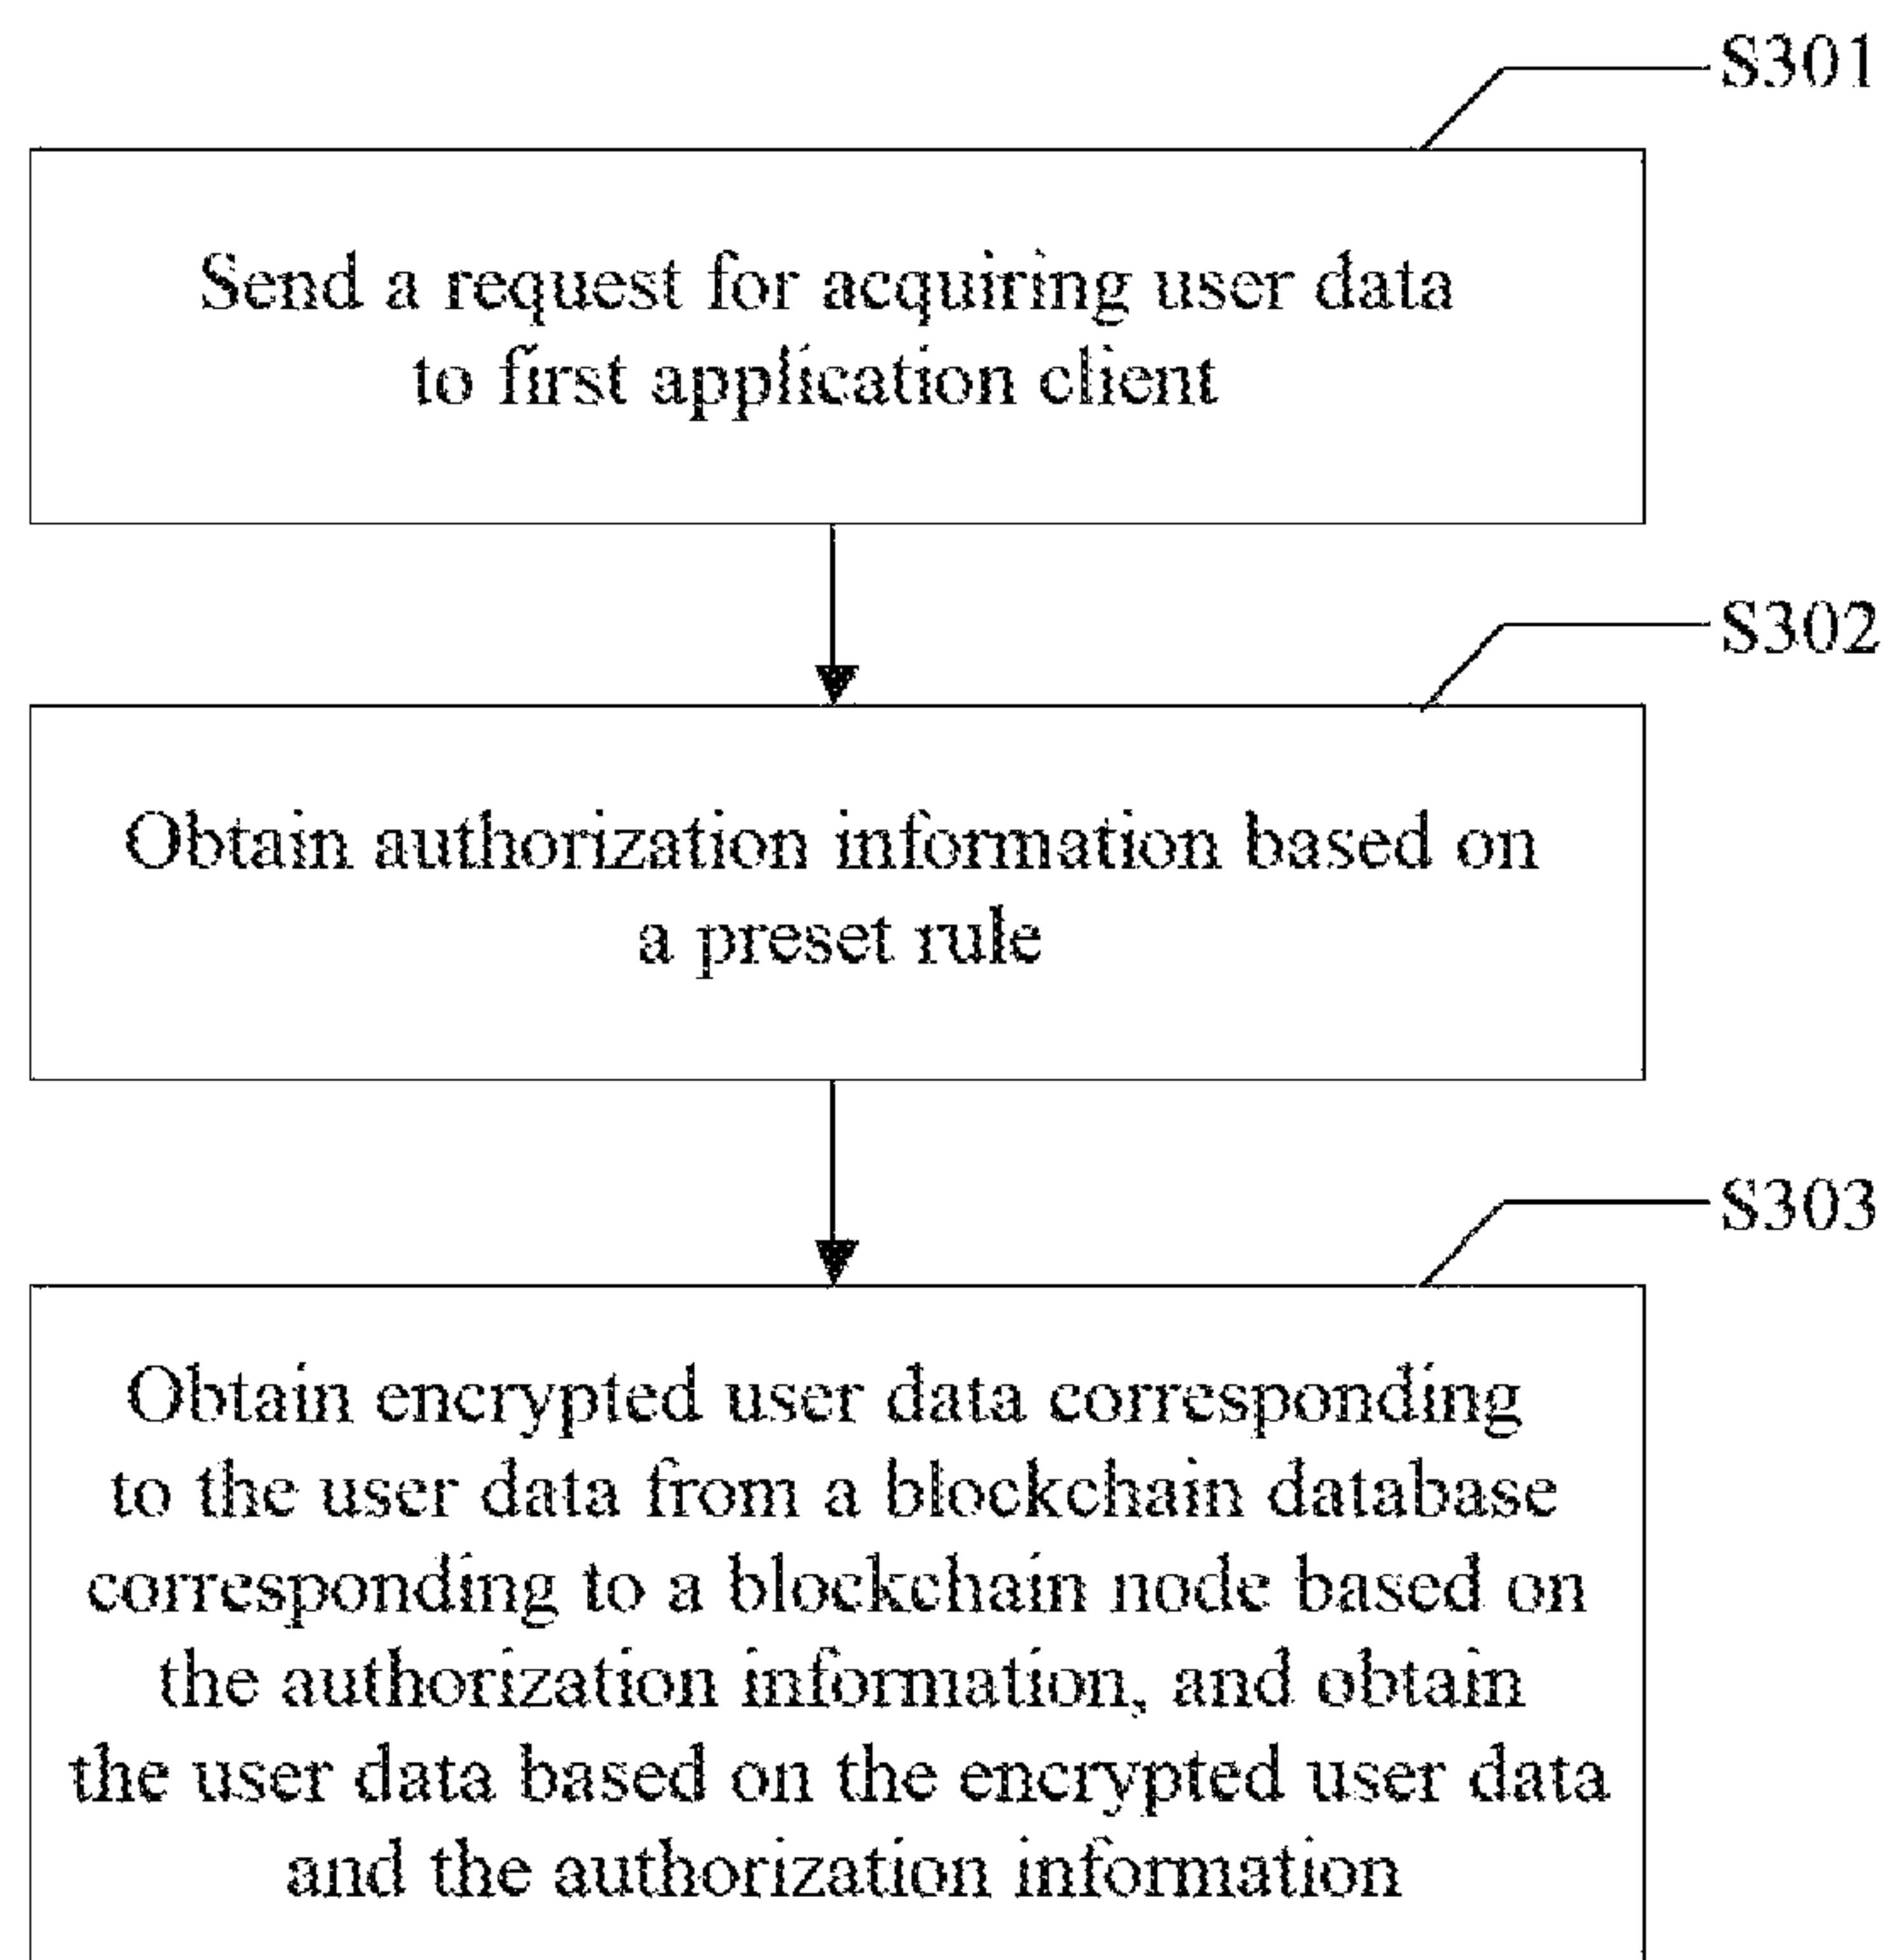 S301
Send a request for acquiring user data
to first application client
S302
Obtain authorization information based on
a preset rule
S303
Obtain encrypted user data corresponding
to the user data from a blockchain database
corresponding to a blockchain node based on
the authorization information, and obtain
the user data based on the encrypted user data
and the authorization information